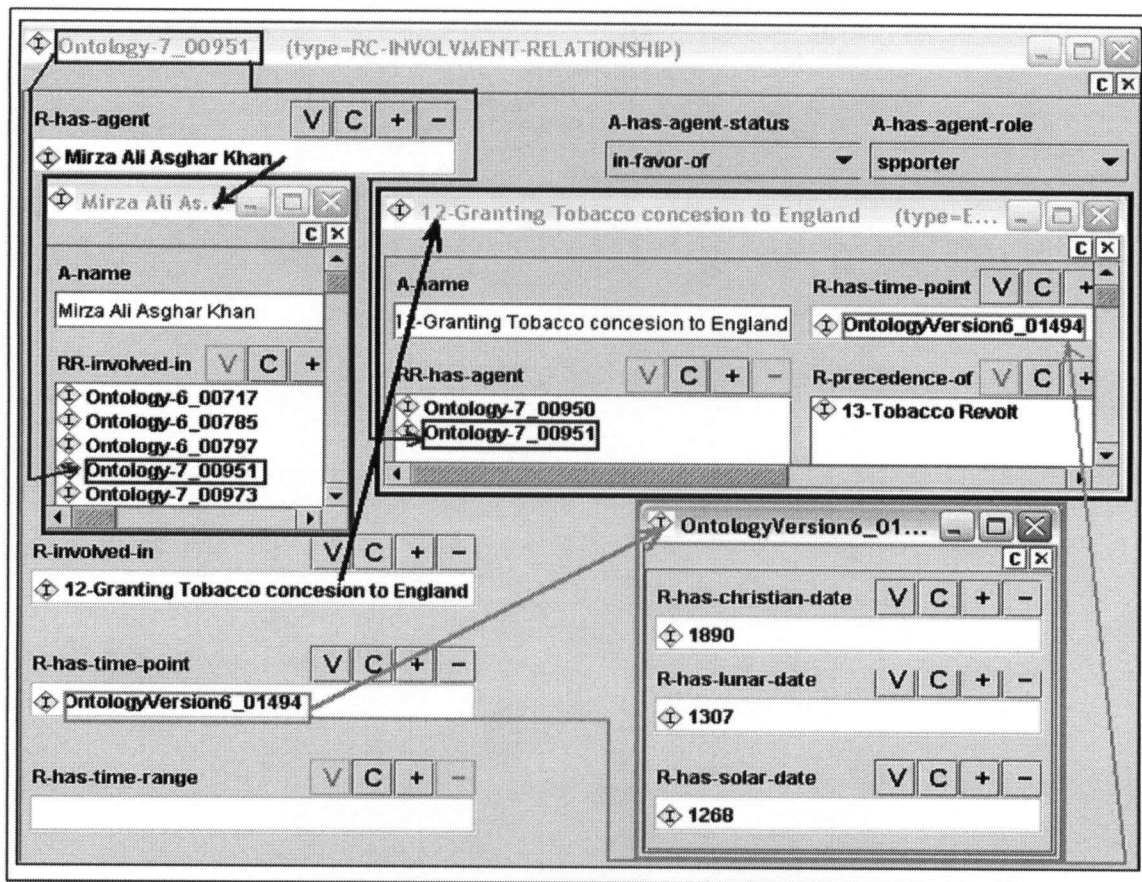 Ontology-7_00951 (type=RC-INVOLVMENT-RELATIONSHIP)
C ×
R-has-agent V C + −
Mirza Ali Asghar Khan
A-has-agent-status A-has-agent-role
in-favor-of spporter
Mirza Ali As...
C ×
A-name
Mirza Ali Asghar Khan
RR-involved-in V C +
Ontology-6_00717
Ontology-6_00785
Ontology-6_00797
Ontology-7_00951
Ontology-7_00973
12-Granting Tobacco concesion to England (type=E...
C ×
A-name
12-Granting Tobacco concesion to England
R-has-time-point V C +
OntologyVersion6_01494
RR-has-agent V C + −
Ontology-7_00950
Ontology-7_00951
R-precedence-of V C +
13-Tobacco Revolt
R-involved-in V C + −
12-Granting Tobacco concesion to England
R-has-time-point V C + −
OntologyVersion6_01494
R-has-time-range V C + −
OntologyVersion6_01...
C ×
R-has-christian-date V C + −
1890
R-has-lunar-date V C + −
1307
R-has-solar-date V C + −
1268